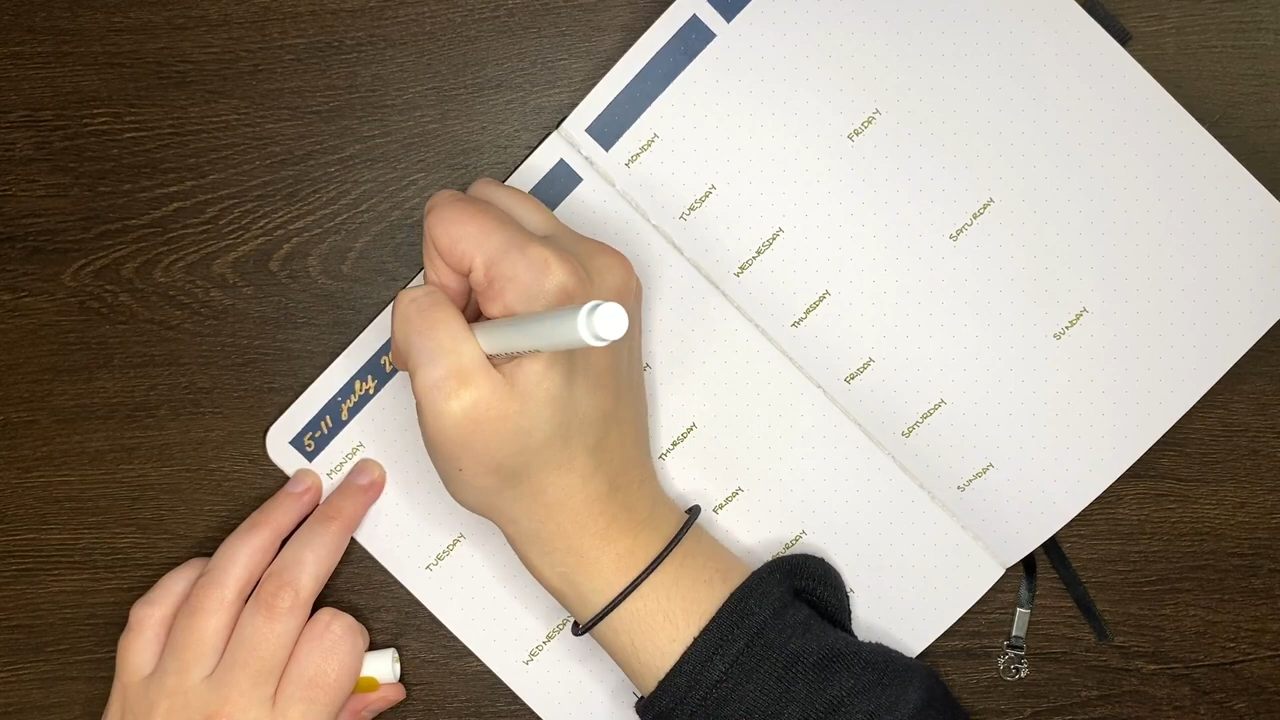 5-11 july
MONDAY
TUESDAY
WEDNESDAY
THURSDAY
FRIDAY
MONDAY
TUESDAY
WEDNESDAY
THURSDAY
FRIDAY
SATURDAY
SUNDAY
FRIDAY
SATURDAY
SUNDAY